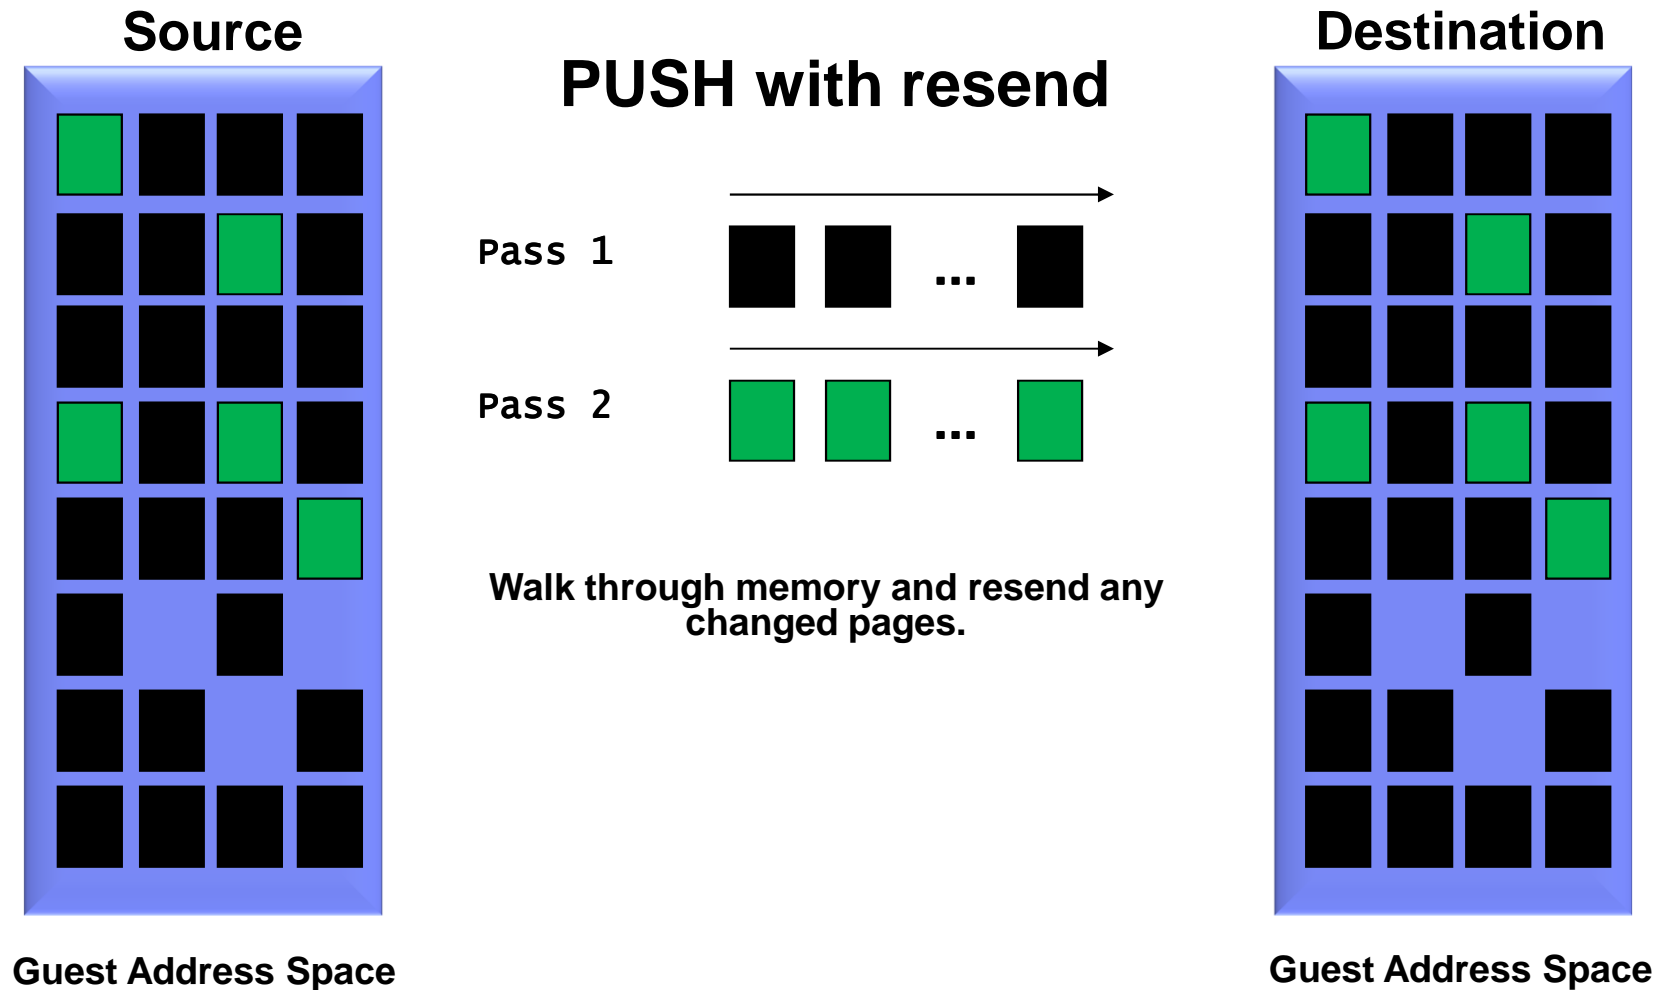 Source
Destination
PUSH with resend
Pass 1
...
Pass 2
...
Walk through memory and resend any
changed pages.
Guest Address Space
Guest Address Space